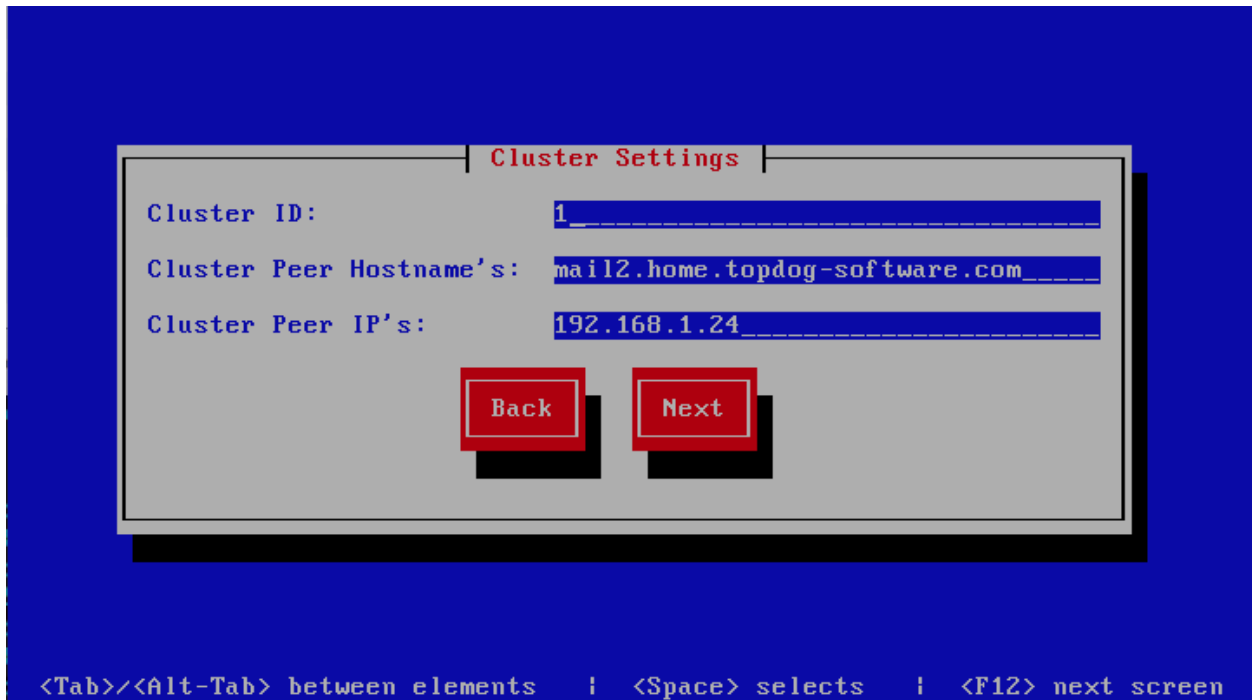 Cluster Settings
Cluster ID: 1
Cluster Peer Hostname's: mail2.home.topdog-software.com
Cluster Peer IP's: 192.168.1.24
Back Next
<Tab>/<Alt-Tab> between elements | <Space> selects | <F12> next screen